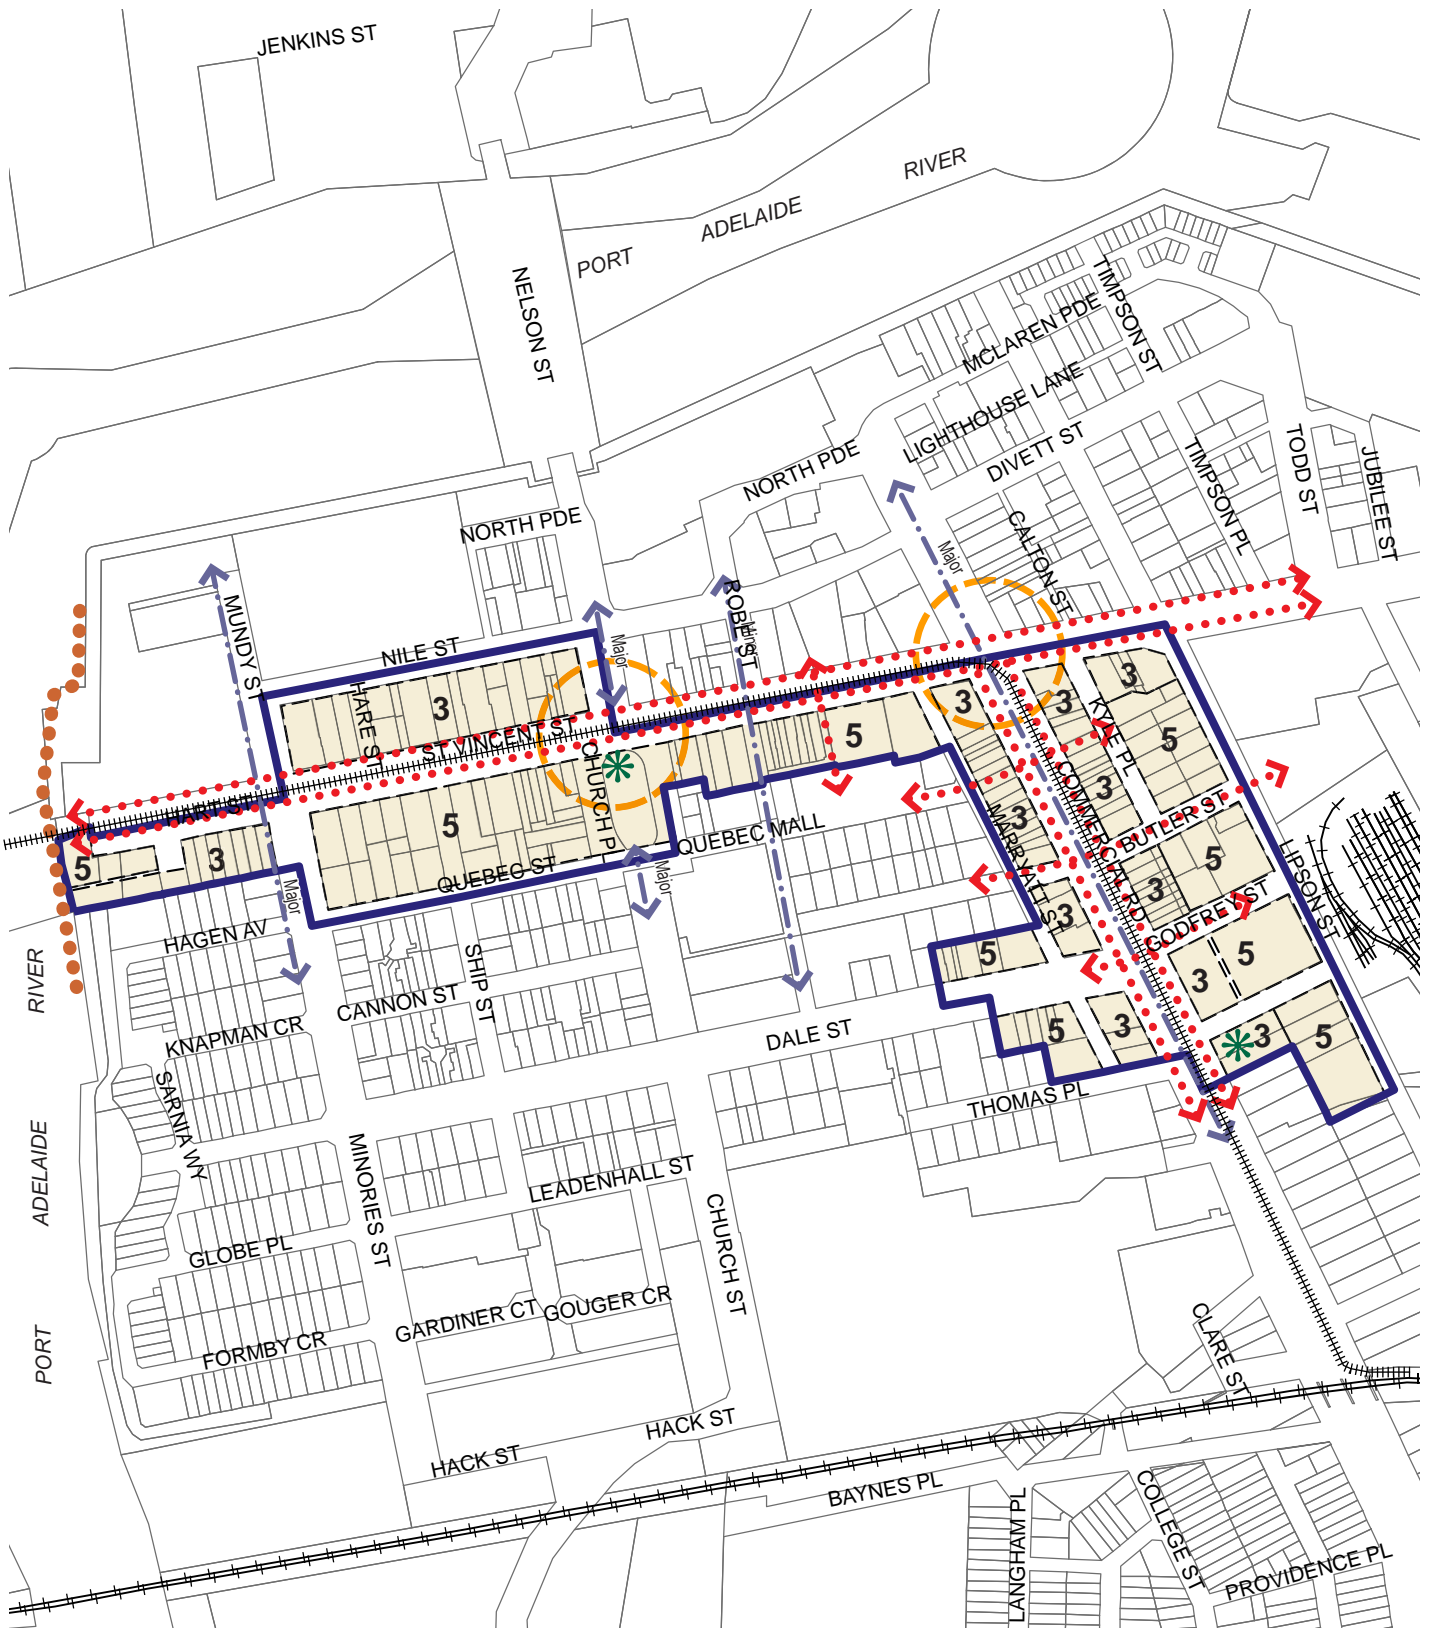 JENKINS ST
RIVER
ADELAIDE
PORT
NELSON ST
TIMPSON ST
MCLAREN PDE
LIGHTHOUSE LANE
DIVETT ST
TIMPSON PL
TODD ST
JUBILEE ST
NORTH PDE
NORTH PDE
CALTON ST
Major
MUNDY ST
NILE ST
Major
ROBE ST
Minor
HARE ST
3
ST VINCENT ST
5
3
3
3
KYLE PL
5
CHURCH P
HART ST
5
3
5
3
3
COMMERCIAL RD
BUTLER ST
MARRYATT ST
QUEBEC MALL
QUEBEC ST
Major
Major
5
3
3
GODFREY ST
LIPSON ST
HAGEN AV
SHIP ST
5
3
5
RIVER
CANNON ST
KNAPMAN CR
DALE ST
5
3
3
5
THOMAS PL
SARNIA WY
ADELAIDE
MINORIES ST
LEADENHALL ST
CHURCH ST
GLOBE PL
PORT
FORMBY CR
GARDINER CT
GOUGER CR
CLARE ST
HACK ST
HACK ST
BAYNES PL
LANGHAM PL
COLLEGE ST
PROVIDENCE PL